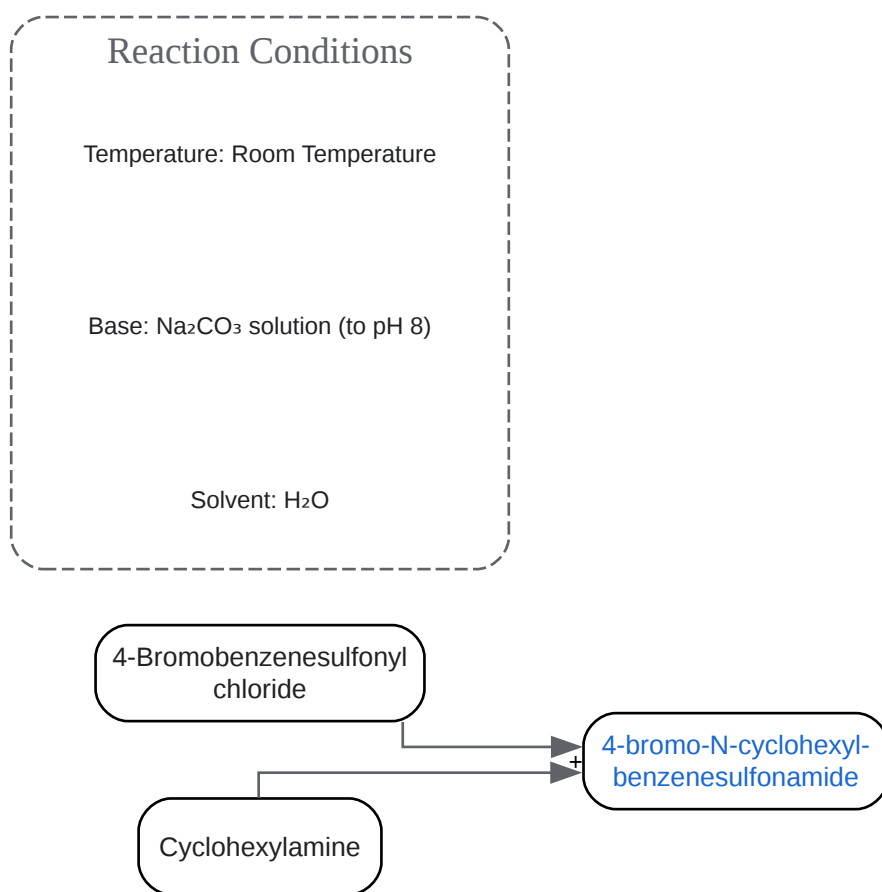 Reaction Conditions
Temperature: Room Temperature
Base: Na₂CO₃ solution (to pH 8)
Solvent: H₂O
4-Bromobenzenesulfonyl
chloride
+
4-bromo-N-cyclohexyl-
benzenesulfonamide
Cyclohexylamine